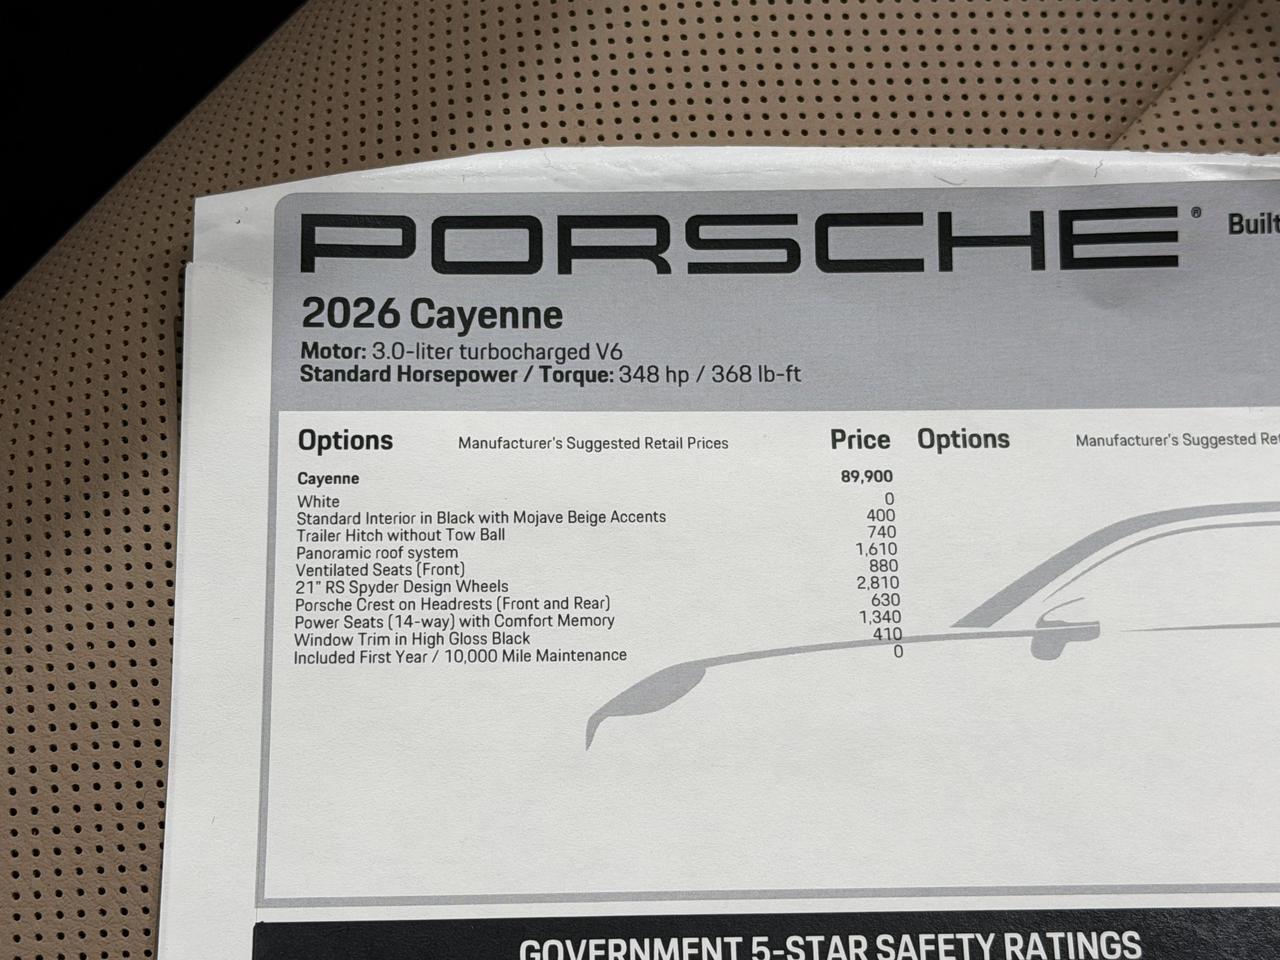 PORSCHE®
Built
2026 Cayenne
Motor: 3.0-liter turbocharged V6
Standard Horsepower / Torque: 348 hp / 368 lb-ft
Options Manufacturer's Suggested Retail Prices Price Options Manufacturer's Suggested Ret
Cayenne 89,900
White 0
Standard Interior in Black with Mojave Beige Accents 400
Trailer Hitch without Tow Ball 740
Panoramic roof system 1,610
Ventilated Seats (Front) 880
21" RS Spyder Design Wheels 2,810
Porsche Crest on Headrests (Front and Rear) 630
Power Seats (14-way) with Comfort Memory 1,340
Window Trim in High Gloss Black 410
Included First Year / 10,000 Mile Maintenance 0
GOVERNMENT 5-STAR SAFETY RATINGS